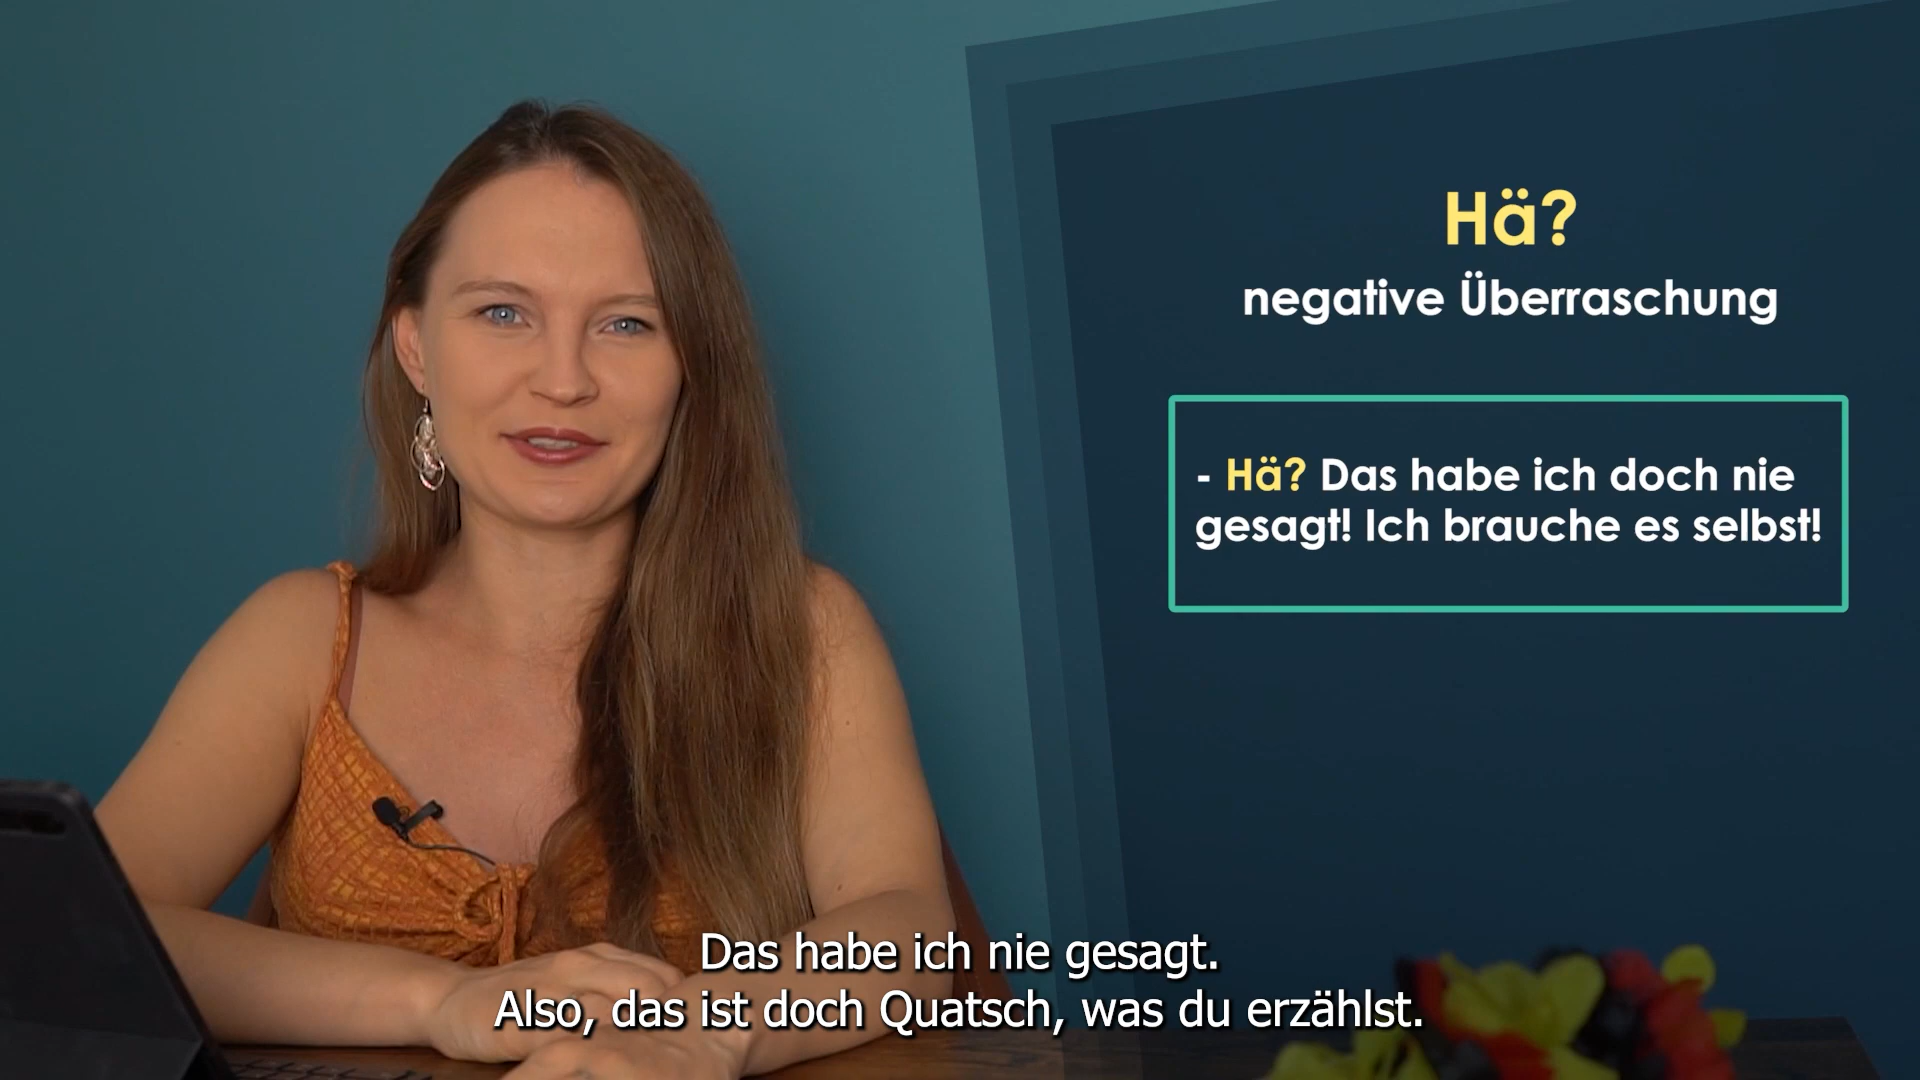 Hä?
negative Überraschung
- Hä? Das habe ich doch nie
gesagt! Ich brauche es selbst!
Das habe ich nie gesagt.
Also, das ist doch Quatsch, was du erzählst.